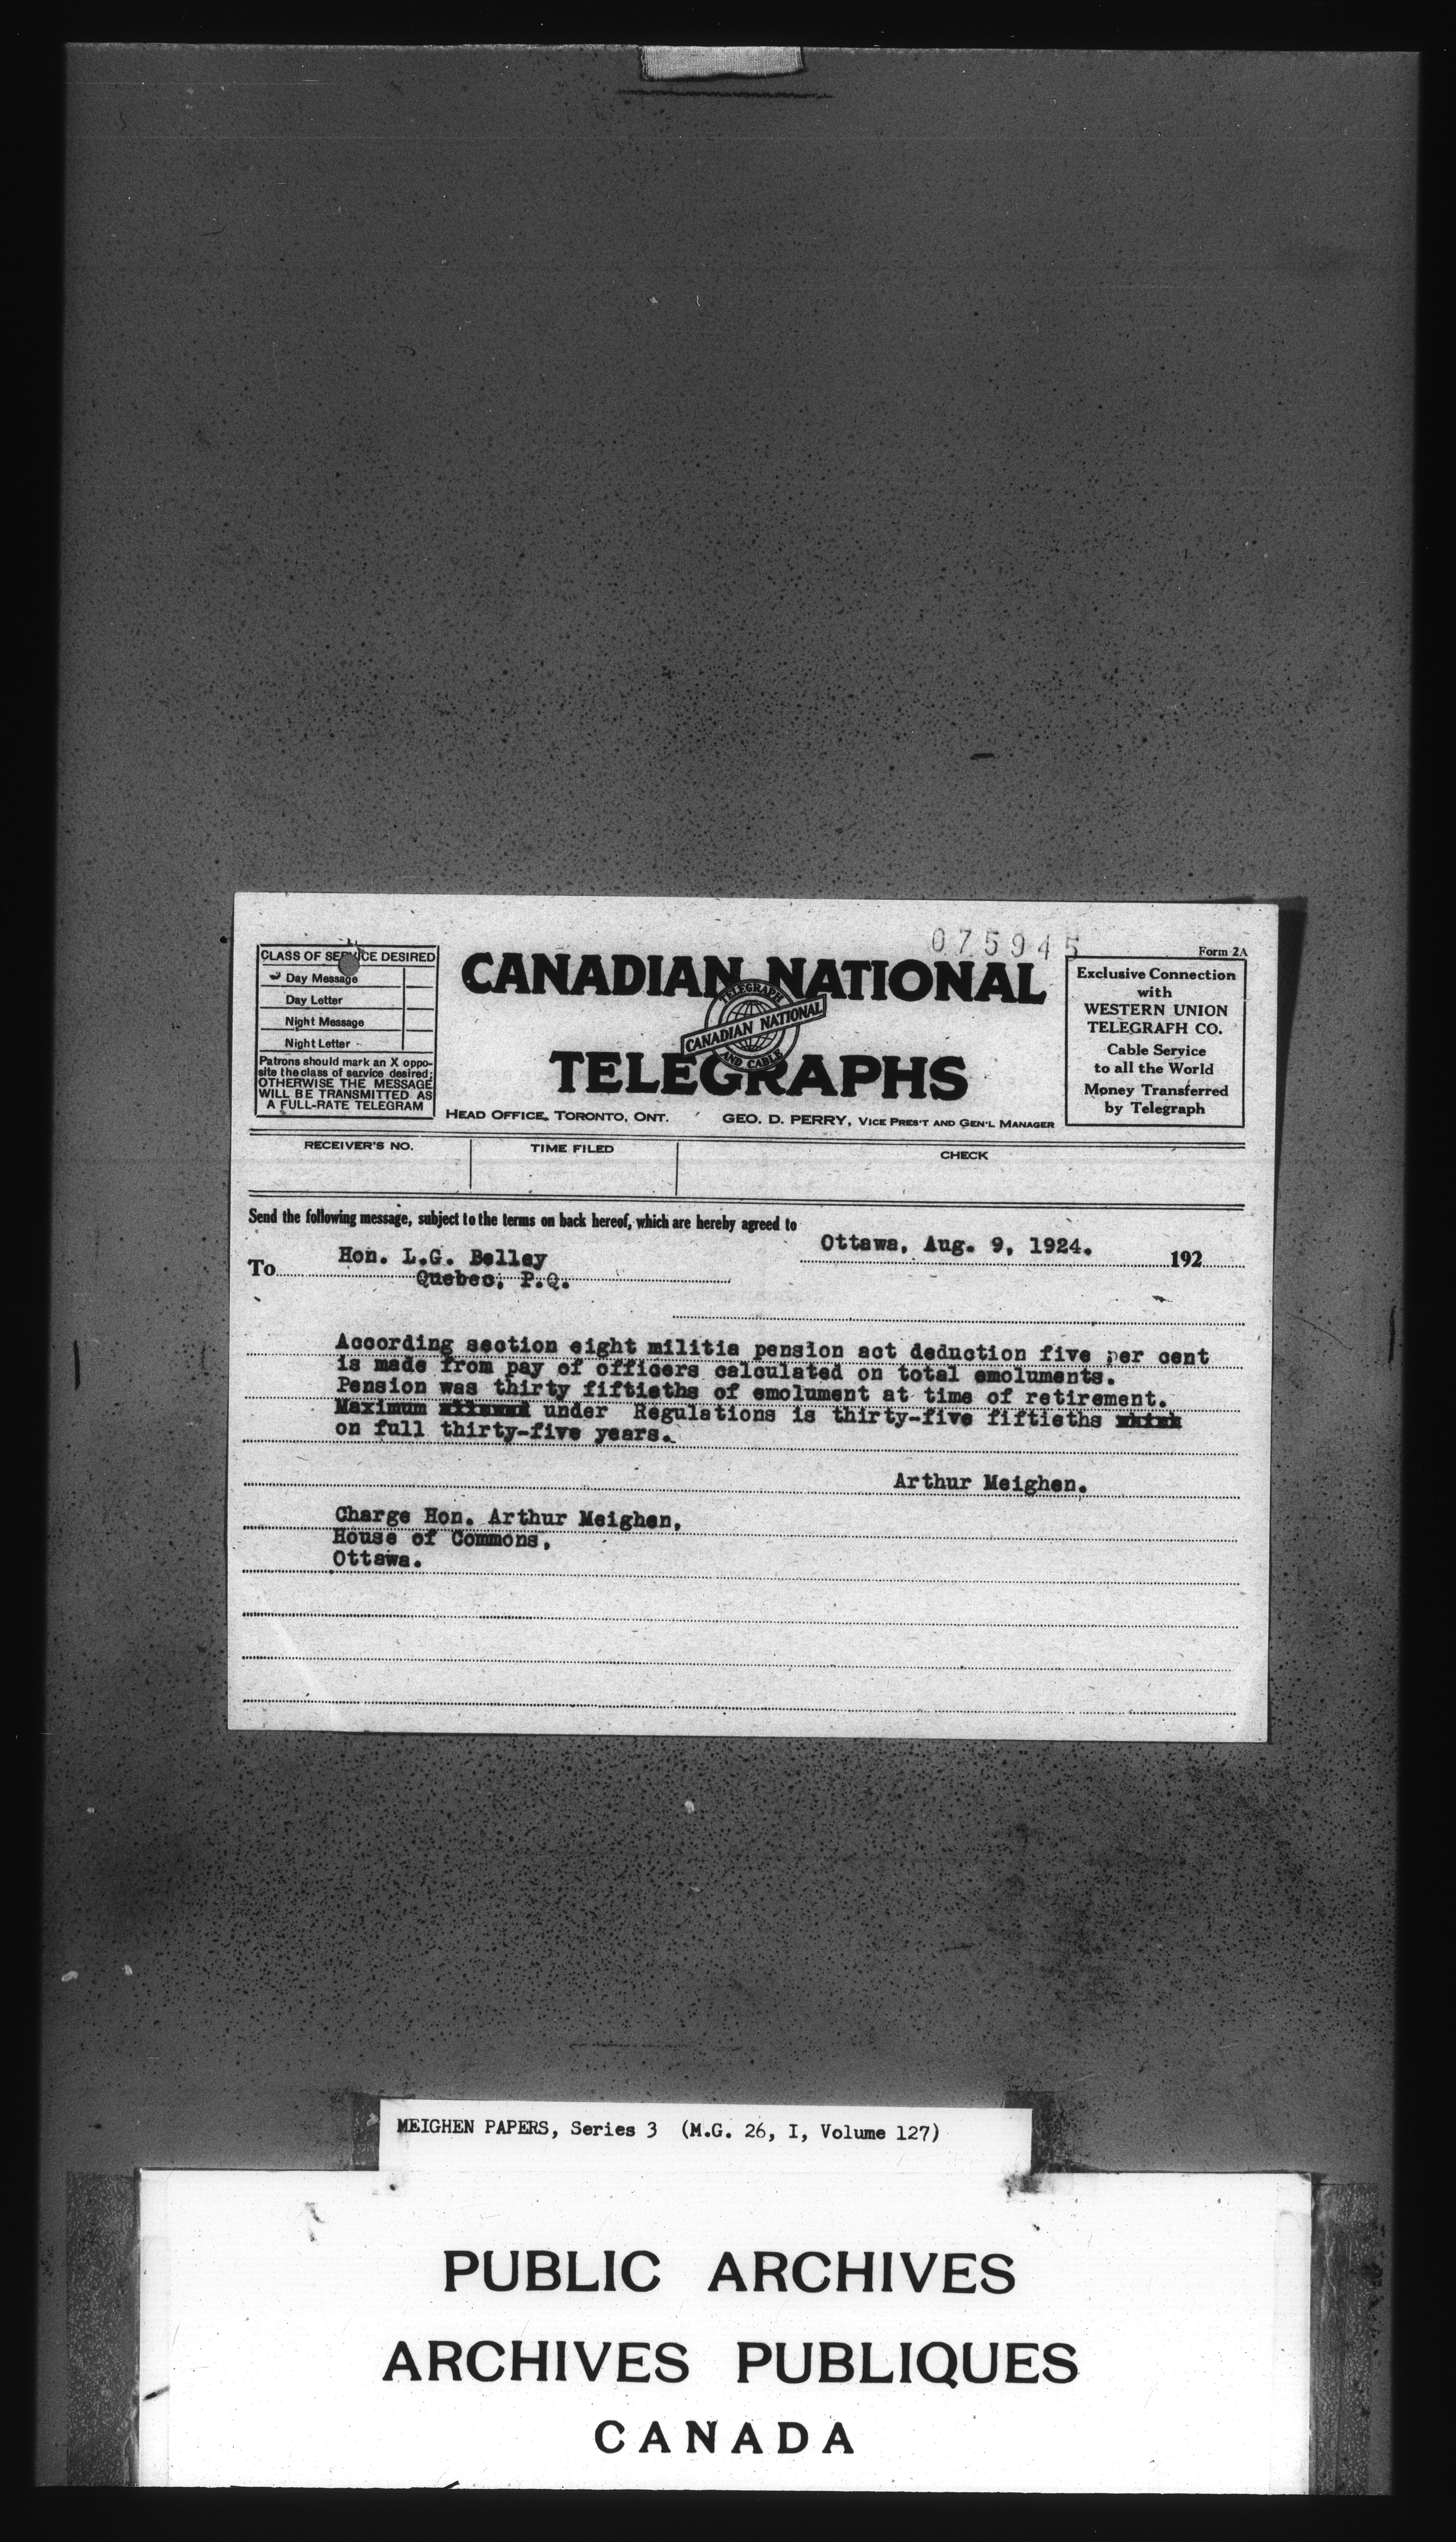 075945
Form 2A
CLASS OF SERVICE DESIRED
Day Message
Day Letter
Night Message
Night Letter
Patrons should mark an X oppo-
site the class of service desired;
OTHERWISE THE MESSAGE
WILL BE TRANSMITTED AS
A FULL-RATE TELEGRAM
CANADIAN NATIONAL
TELEGRAPH
CANADIAN NATIONAL
AND CABLE
TELEGRAPHS
HEAD OFFICE, TORONTO, ONT. GEO. D. PERRY, VICE PRES'T AND GEN'L MANAGER
Exclusive Connection
with
WESTERN UNION
TELEGRAFH CO.
Cable Service
to all the World
Money Transferred
by Telegraph
RECEIVER'S NO. TIME FILED CHECK
Send the following message, subject to the terms on back hereof, which are hereby agreed to
Ottawa, Aug. 9, 1924. 192
To Hon. L.G. Belley
Quebec, P.Q.
According section eight militia pension act deduction five per cent
is made from pay of officers calculated on total emoluments.
Pension was thirty fiftieths of emolument at time of retirement.
Maximum under Regulations is thirty-five fiftieths
on full thirty-five years.
Arthur Meighen.
Charge Hon. Arthur Meighen,
House of Commons,
Ottawa.
MEIGHEN PAPERS, Series 3 (M.G. 26, I, Volume 127)
PUBLIC ARCHIVES
ARCHIVES PUBLIQUES
CANADA